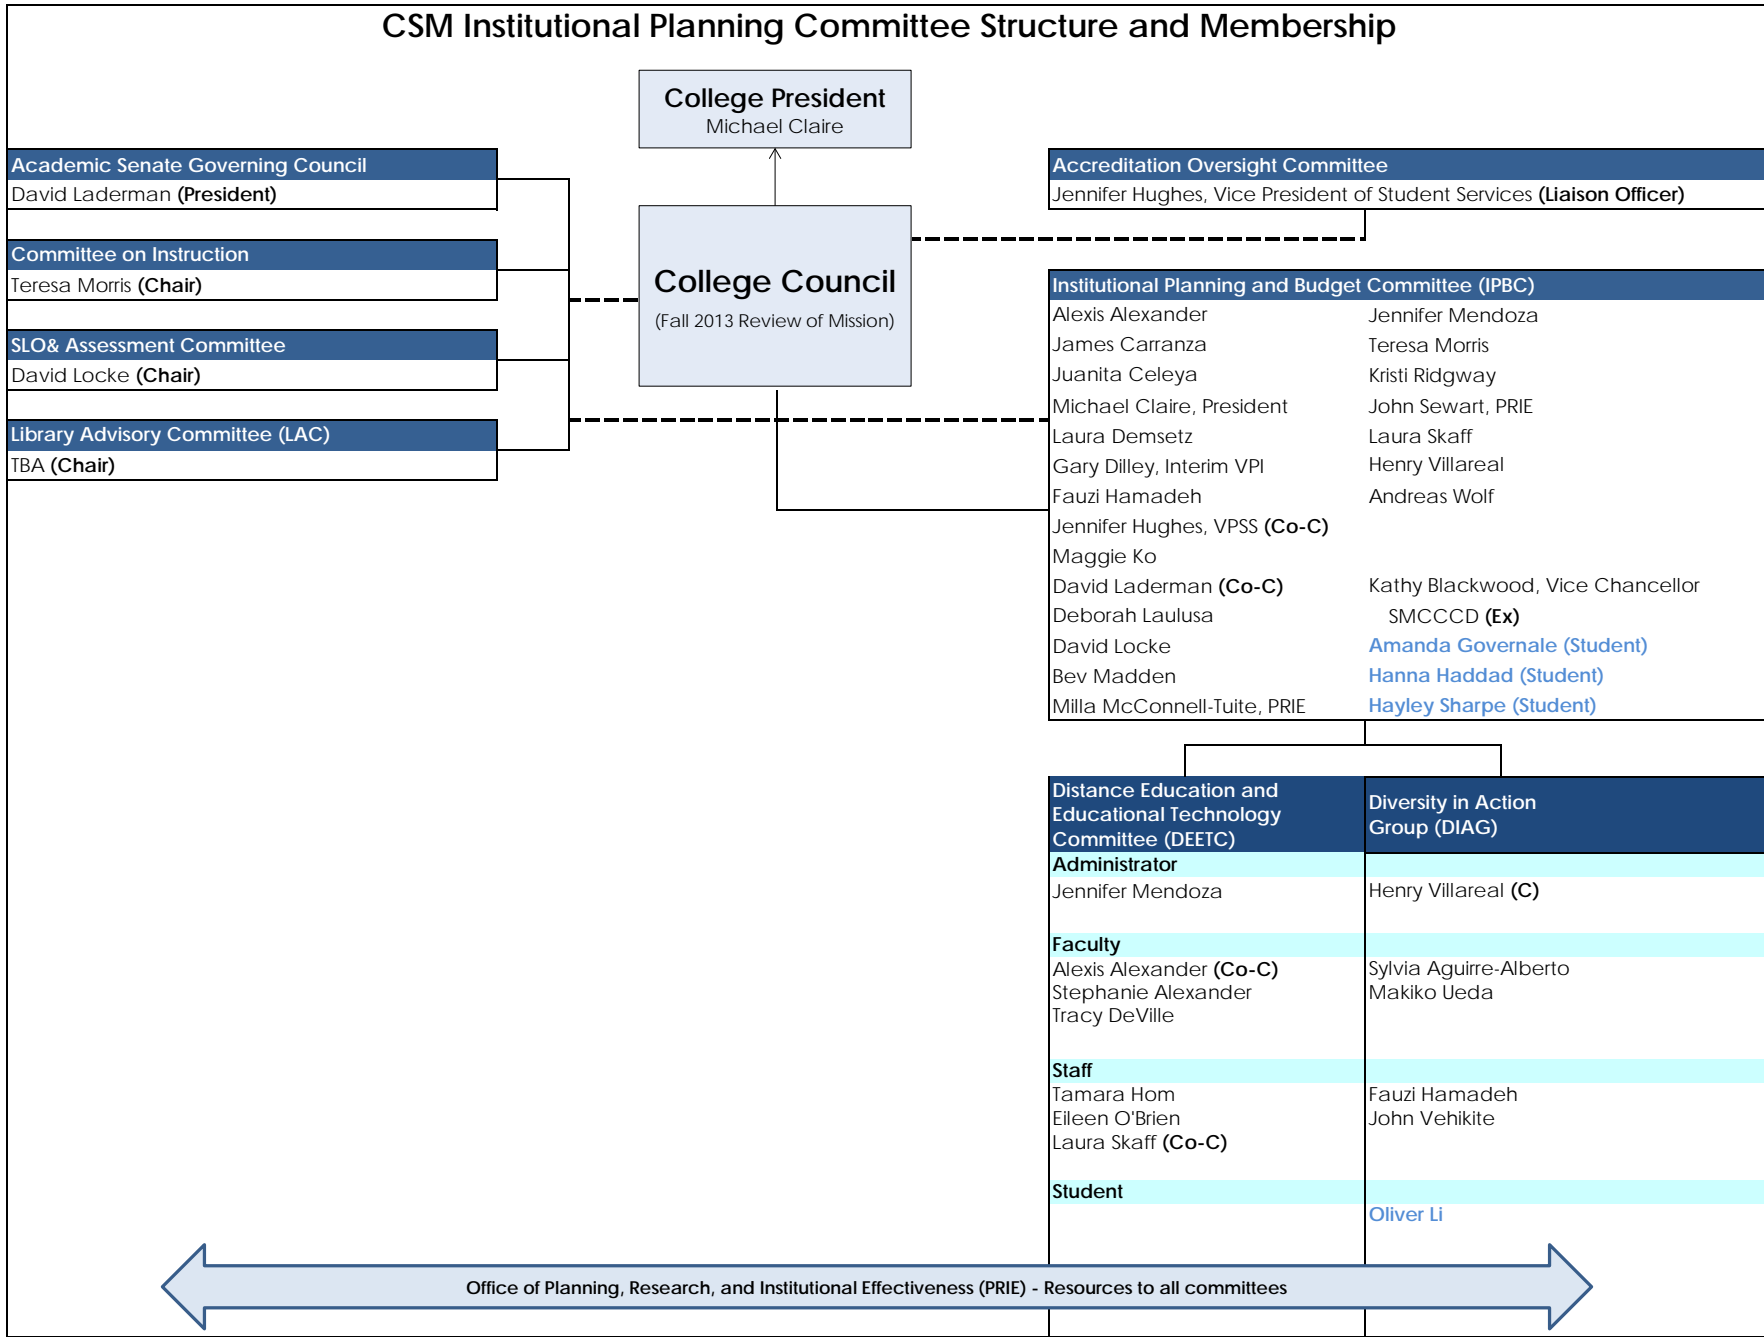 CSM Institutional Planning Committee Structure and Membership
College President
Michael Claire
Academic Senate Governing Council
David Laderman (President)
Committee on Instruction
Teresa Morris (Chair)
SLO& Assessment Committee
David Locke (Chair)
Library Advisory Committee (LAC)
TBA (Chair)
College Council
(Fall 2013 Review of Mission)
Accreditation Oversight Committee
Jennifer Hughes, Vice President of Student Services (Liaison Officer)
Institutional Planning and Budget Committee (IPBC)
Alexis Alexander
James Carranza
Juanita Celeya
Michael Claire, President
Laura Demsetz
Gary Dilley, Interim VPI
Fauzi Hamadeh
Jennifer Hughes, VPSS (Co-C)
Maggie Ko
David Laderman (Co-C)
Deborah Laulusa
David Locke
Bev Madden
Milla McConnell-Tuite, PRIE
Jennifer Mendoza
Teresa Morris
Kristi Ridgway
John Sewart, PRIE
Laura Skaff
Henry Villareal
Andreas Wolf
Kathy Blackwood, Vice Chancellor
SMCCCD (Ex)
Amanda Governale (Student)
Hanna Haddad (Student)
Hayley Sharpe (Student)
Distance Education and
Educational Technology
Committee (DEETC)
Administrator
Jennifer Mendoza
Faculty
Alexis Alexander (Co-C)
Stephanie Alexander
Tracy DeVille
Staff
Tamara Hom
Eileen O'Brien
Laura Skaff (Co-C)
Student
Diversity in Action
Group (DIAG)
Henry Villareal (C)
Sylvia Aguirre-Alberto
Makiko Ueda
Fauzi Hamadeh
John Vehikite
Oliver Li
Office of Planning, Research, and Institutional Effectiveness (PRIE) - Resources to all committees